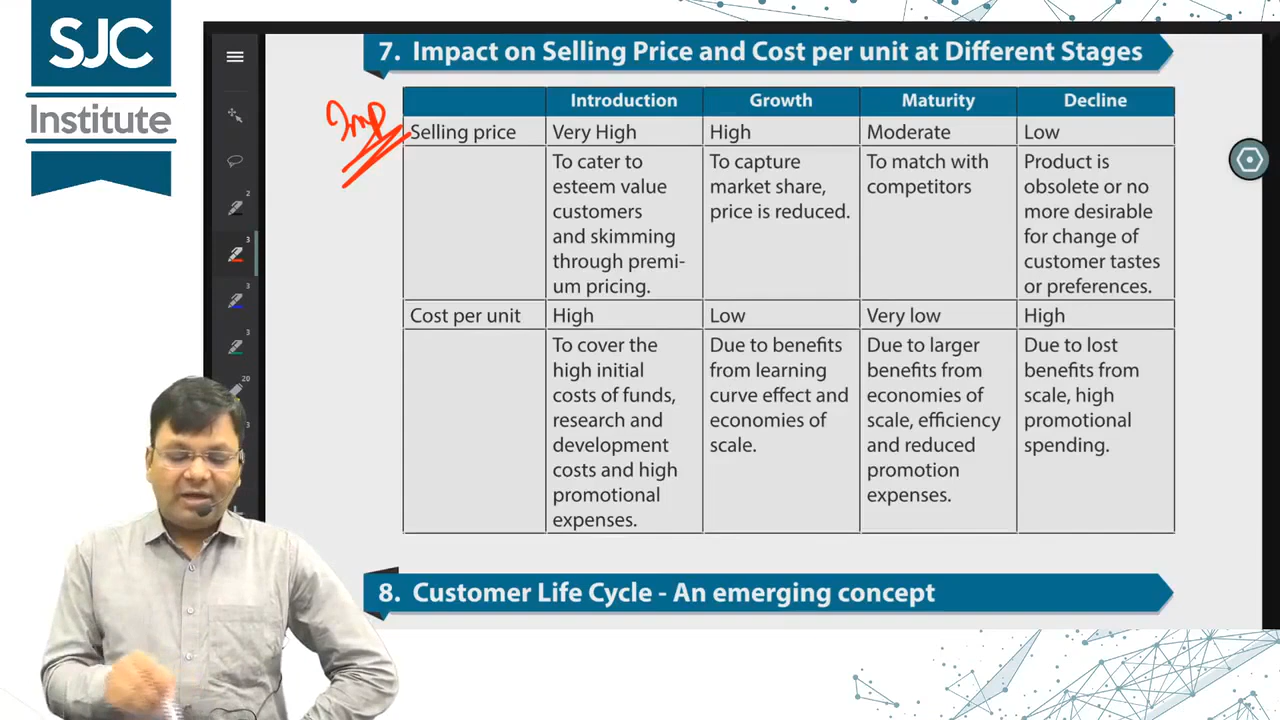 SJC
Institute
7. Impact on Selling Price and Cost per unit at Different Stages
Imp
Introduction Growth Maturity Decline
Selling price Very High High Moderate Low
To cater to esteem value customers and skimming through premi-um pricing.
To capture market share, price is reduced.
To match with competitors
Product is obsolete or no more desirable for change of customer tastes or preferences.
Cost per unit High Low Very low High
To cover the high initial costs of funds, research and development costs and high promotional expenses.
Due to benefits from learning curve effect and economies of scale.
Due to larger benefits from economies of scale, efficiency and reduced promotion expenses.
Due to lost benefits from scale, high promotional spending.
8. Customer Life Cycle - An emerging concept
2
3
3
3
20
3